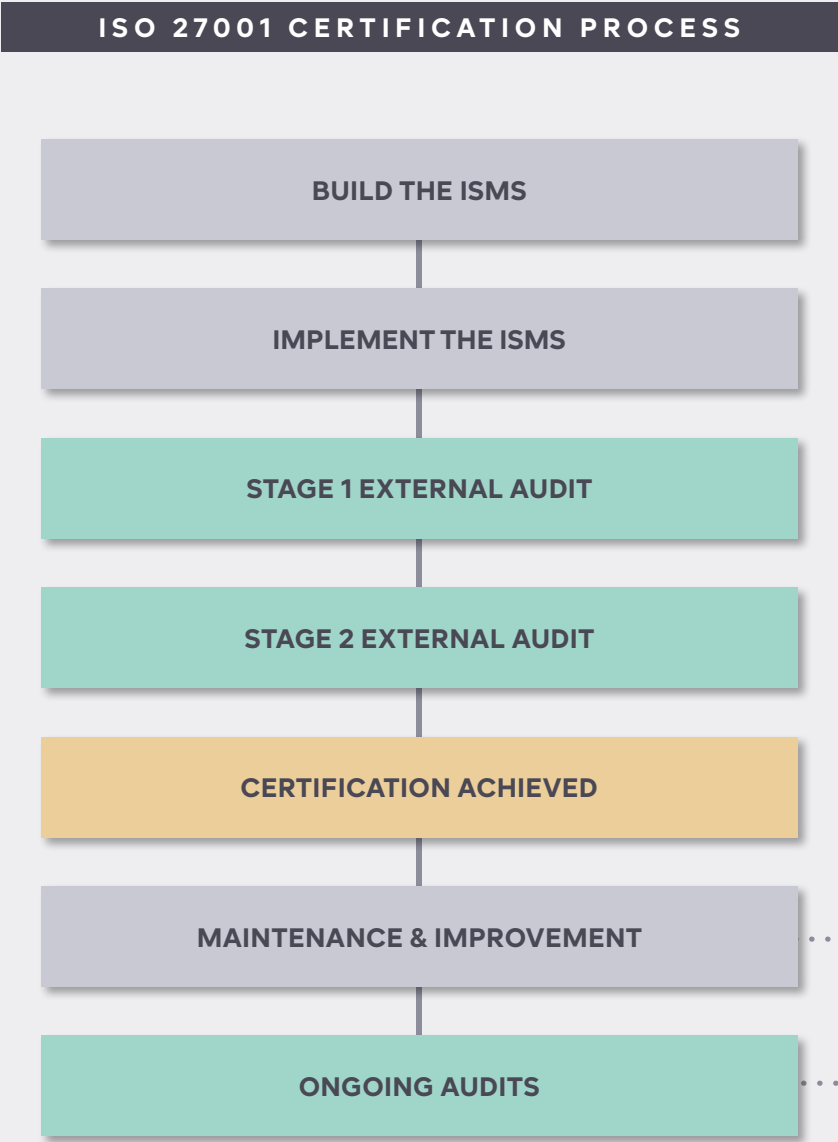 ISO 27001 CERTIFICATION PROCESS
BUILD THE ISMS
IMPLEMENT THE ISMS
STAGE 1 EXTERNAL AUDIT
STAGE 2 EXTERNAL AUDIT
CERTIFICATION ACHIEVED
MAINTENANCE & IMPROVEMENT
ONGOING AUDITS